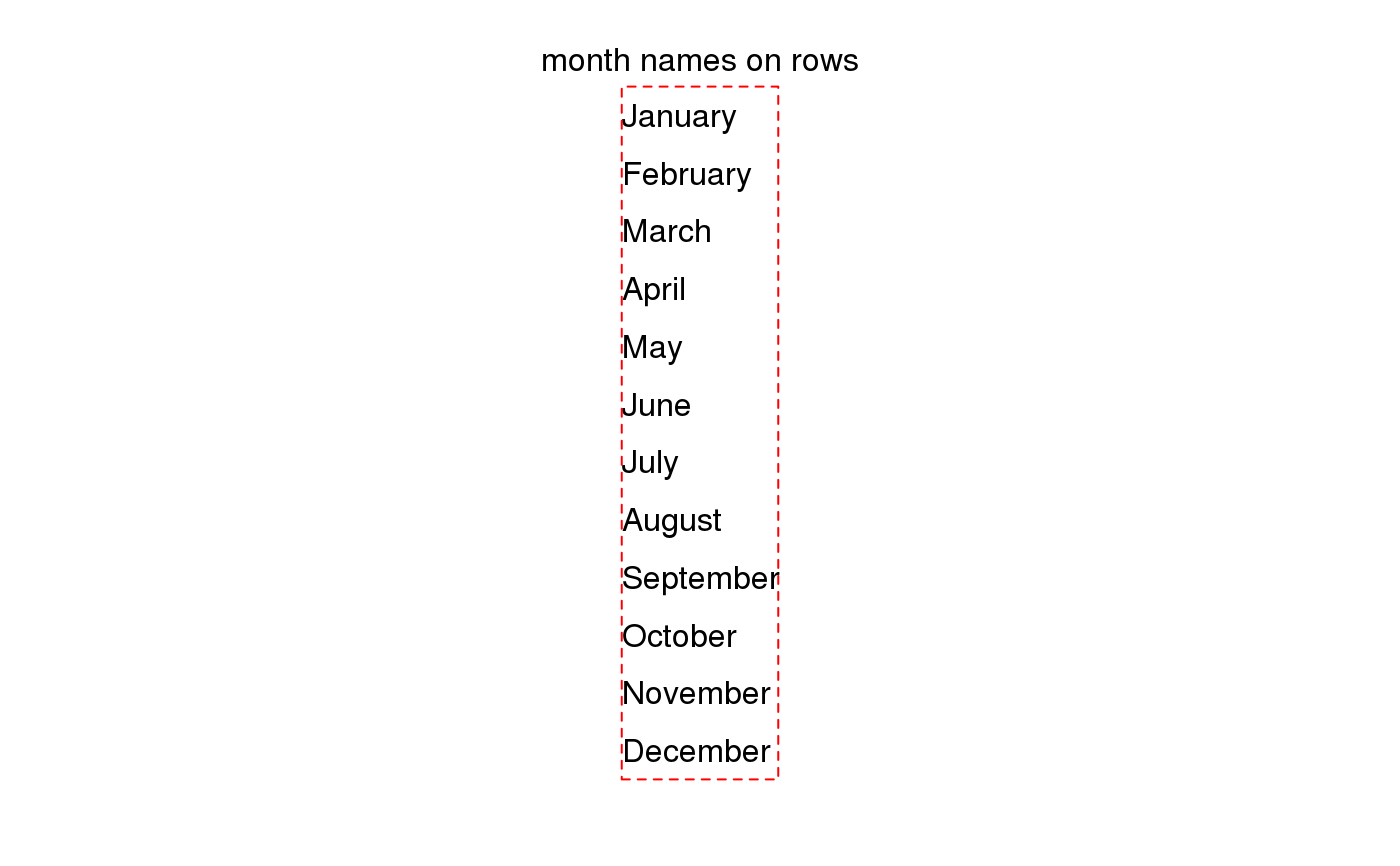 month names on rows
January
February
March
April
May
June
July
August
September
October
November
December